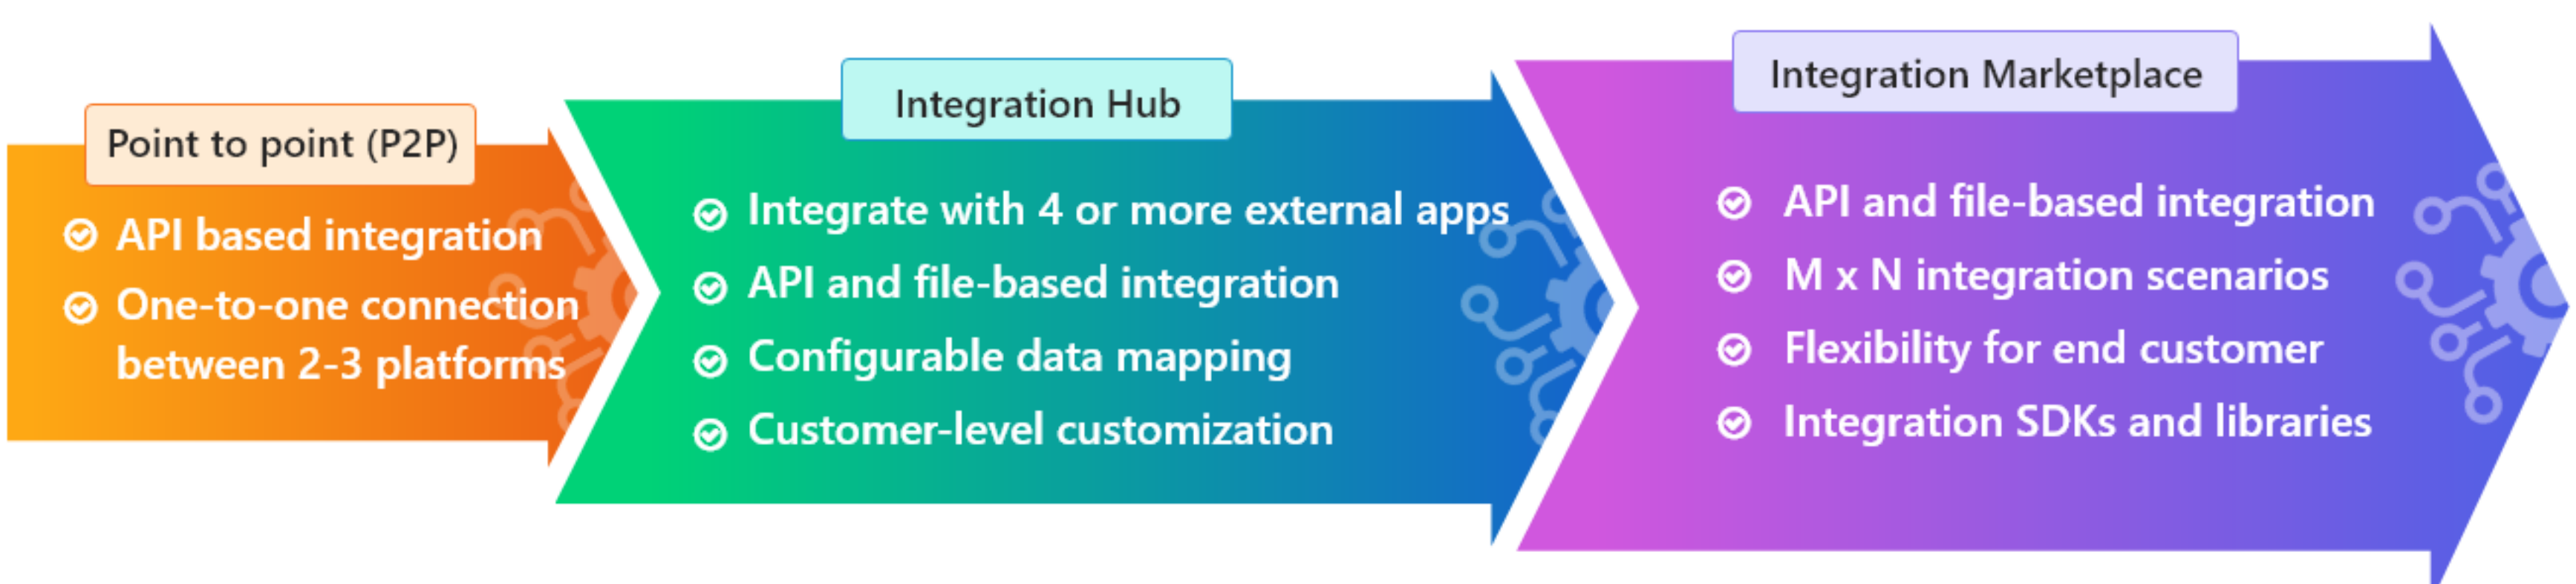 Point to point (P2P)
API based integration
One-to-one connection
between 2-3 platforms
Integration Hub
Integrate with 4 or more external apps
API and file-based integration
Configurable data mapping
Customer-level customization
Integration Marketplace
API and file-based integration
M x N integration scenarios
Flexibility for end customer
Integration SDKs and libraries